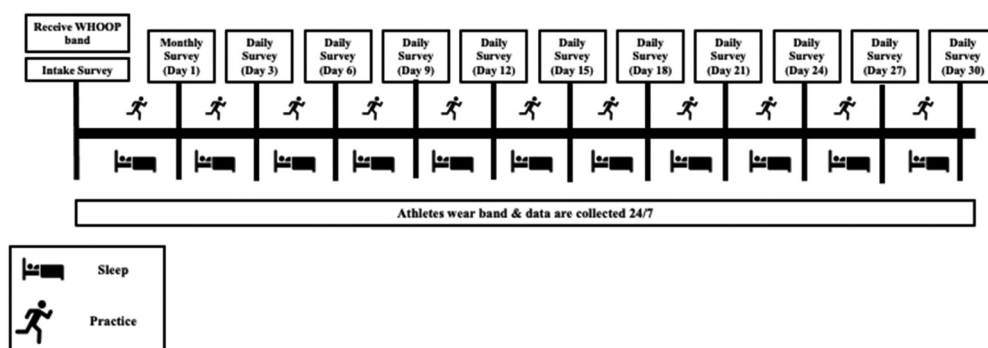 Receive WHOOP
band
Intake Survey
Monthly
Survey
(Day 1)
Daily
Survey
(Day 3)
Daily
Survey
(Day 6)
Daily
Survey
(Day 9)
Daily
Survey
(Day 12)
Daily
Survey
(Day 15)
Daily
Survey
(Day 18)
Daily
Survey
(Day 21)
Daily
Survey
(Day 24)
Daily
Survey
(Day 27)
Daily
Survey
(Day 30)
Athletes wear band & data are collected 24/7
Sleep
Practice